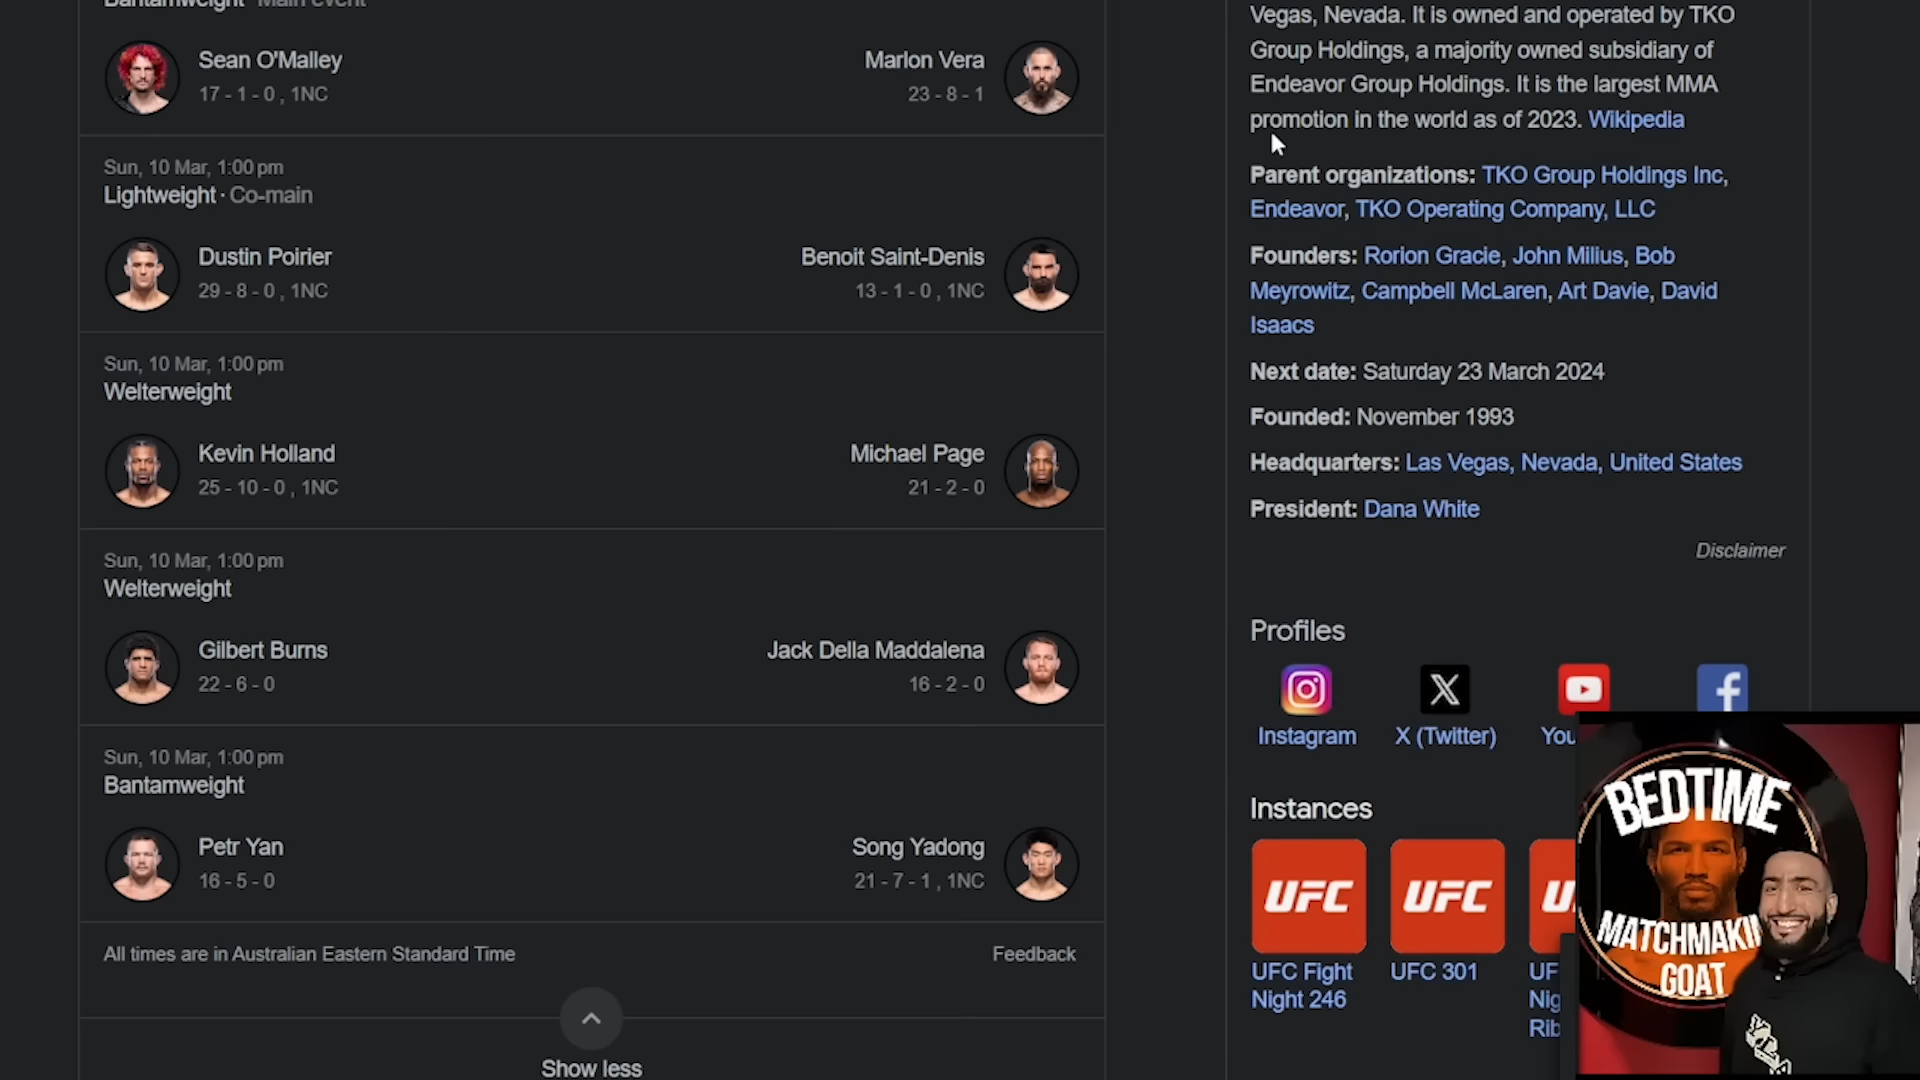 Bantamweight · Main event
Sean O'Malley
Marlon Vera
17 - 1 - 0 , 1NC
23 - 8 - 1
Sun, 10 Mar, 1:00 pm
Lightweight · Co-main
Dustin Poirier
Benoit Saint-Denis
29 - 8 - 0 , 1NC
13 - 1 - 0 , 1NC
Sun, 10 Mar, 1:00 pm
Welterweight
Kevin Holland
Michael Page
25 - 10 - 0 , 1NC
21 - 2 - 0
Sun, 10 Mar, 1:00 pm
Welterweight
Gilbert Burns
Jack Della Maddalena
22 - 6 - 0
16 - 2 - 0
Sun, 10 Mar, 1:00 pm
Bantamweight
Petr Yan
Song Yadong
16 - 5 - 0
21 - 7 - 1 , 1NC
All times are in Australian Eastern Standard Time
Feedback
Show less
Vegas, Nevada. It is owned and operated by TKO
Group Holdings, a majority owned subsidiary of
Endeavor Group Holdings. It is the largest MMA
promotion in the world as of 2023. Wikipedia
Parent organizations: TKO Group Holdings Inc,
Endeavor, TKO Operating Company, LLC
Founders: Rorion Gracie, John Milius, Bob
Meyrowitz, Campbell McLaren, Art Davie, David
Isaacs
Next date: Saturday 23 March 2024
Founded: November 1993
Headquarters: Las Vegas, Nevada, United States
President: Dana White
Disclaimer
Profiles
Instagram
X (Twitter)
You
Instances
UFC
UFC
U
UFC Fight
Night 246
UFC 301
UF
Nig
Rib
BEDTIME
MATCHMAKIN
GOAT